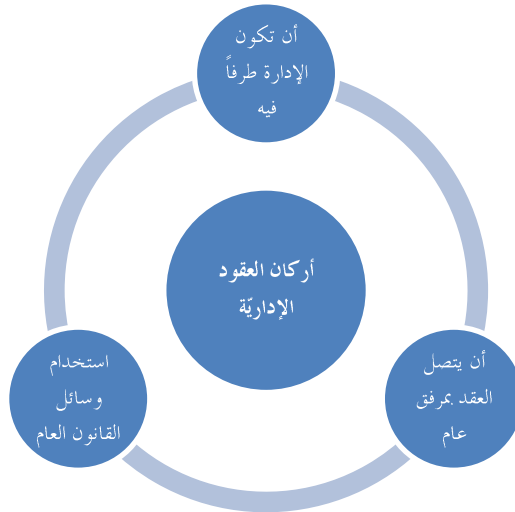 أن تكون
الإدارة طرفاً
فيه
أركان العقود
الإداريّة
أن يتصل
العقد بمرفق
عام
استخدام
وسائل
القانون العام